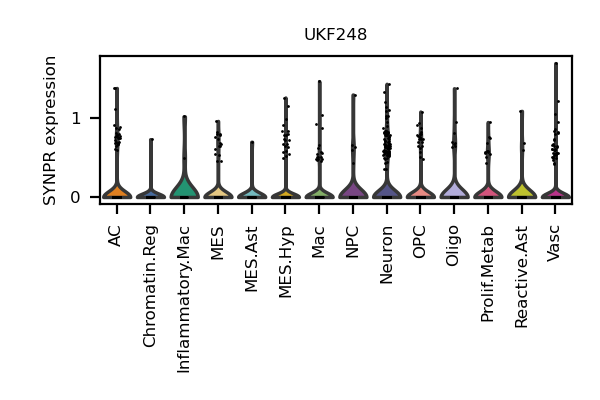 UKF248
SYNPR expression
1
0
AC
Chromatin.Reg
Inflammatory.Mac
MES
MES.Ast
MES.Hyp
Mac
NPC
Neuron
OPC
Oligo
Prolif.Metab
Reactive.Ast
Vasc